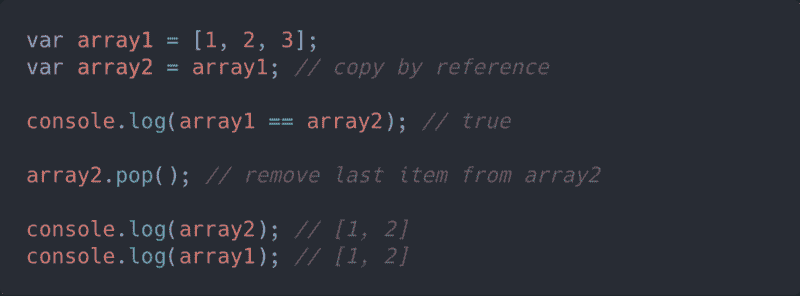 var array1 = [1, 2, 3];
var array2 = array1; // copy by reference
console.log(array1 == array2); // true
array2.pop(); // remove last item from array2
console.log(array2); // [1, 2]
console.log(array1); // [1, 2]